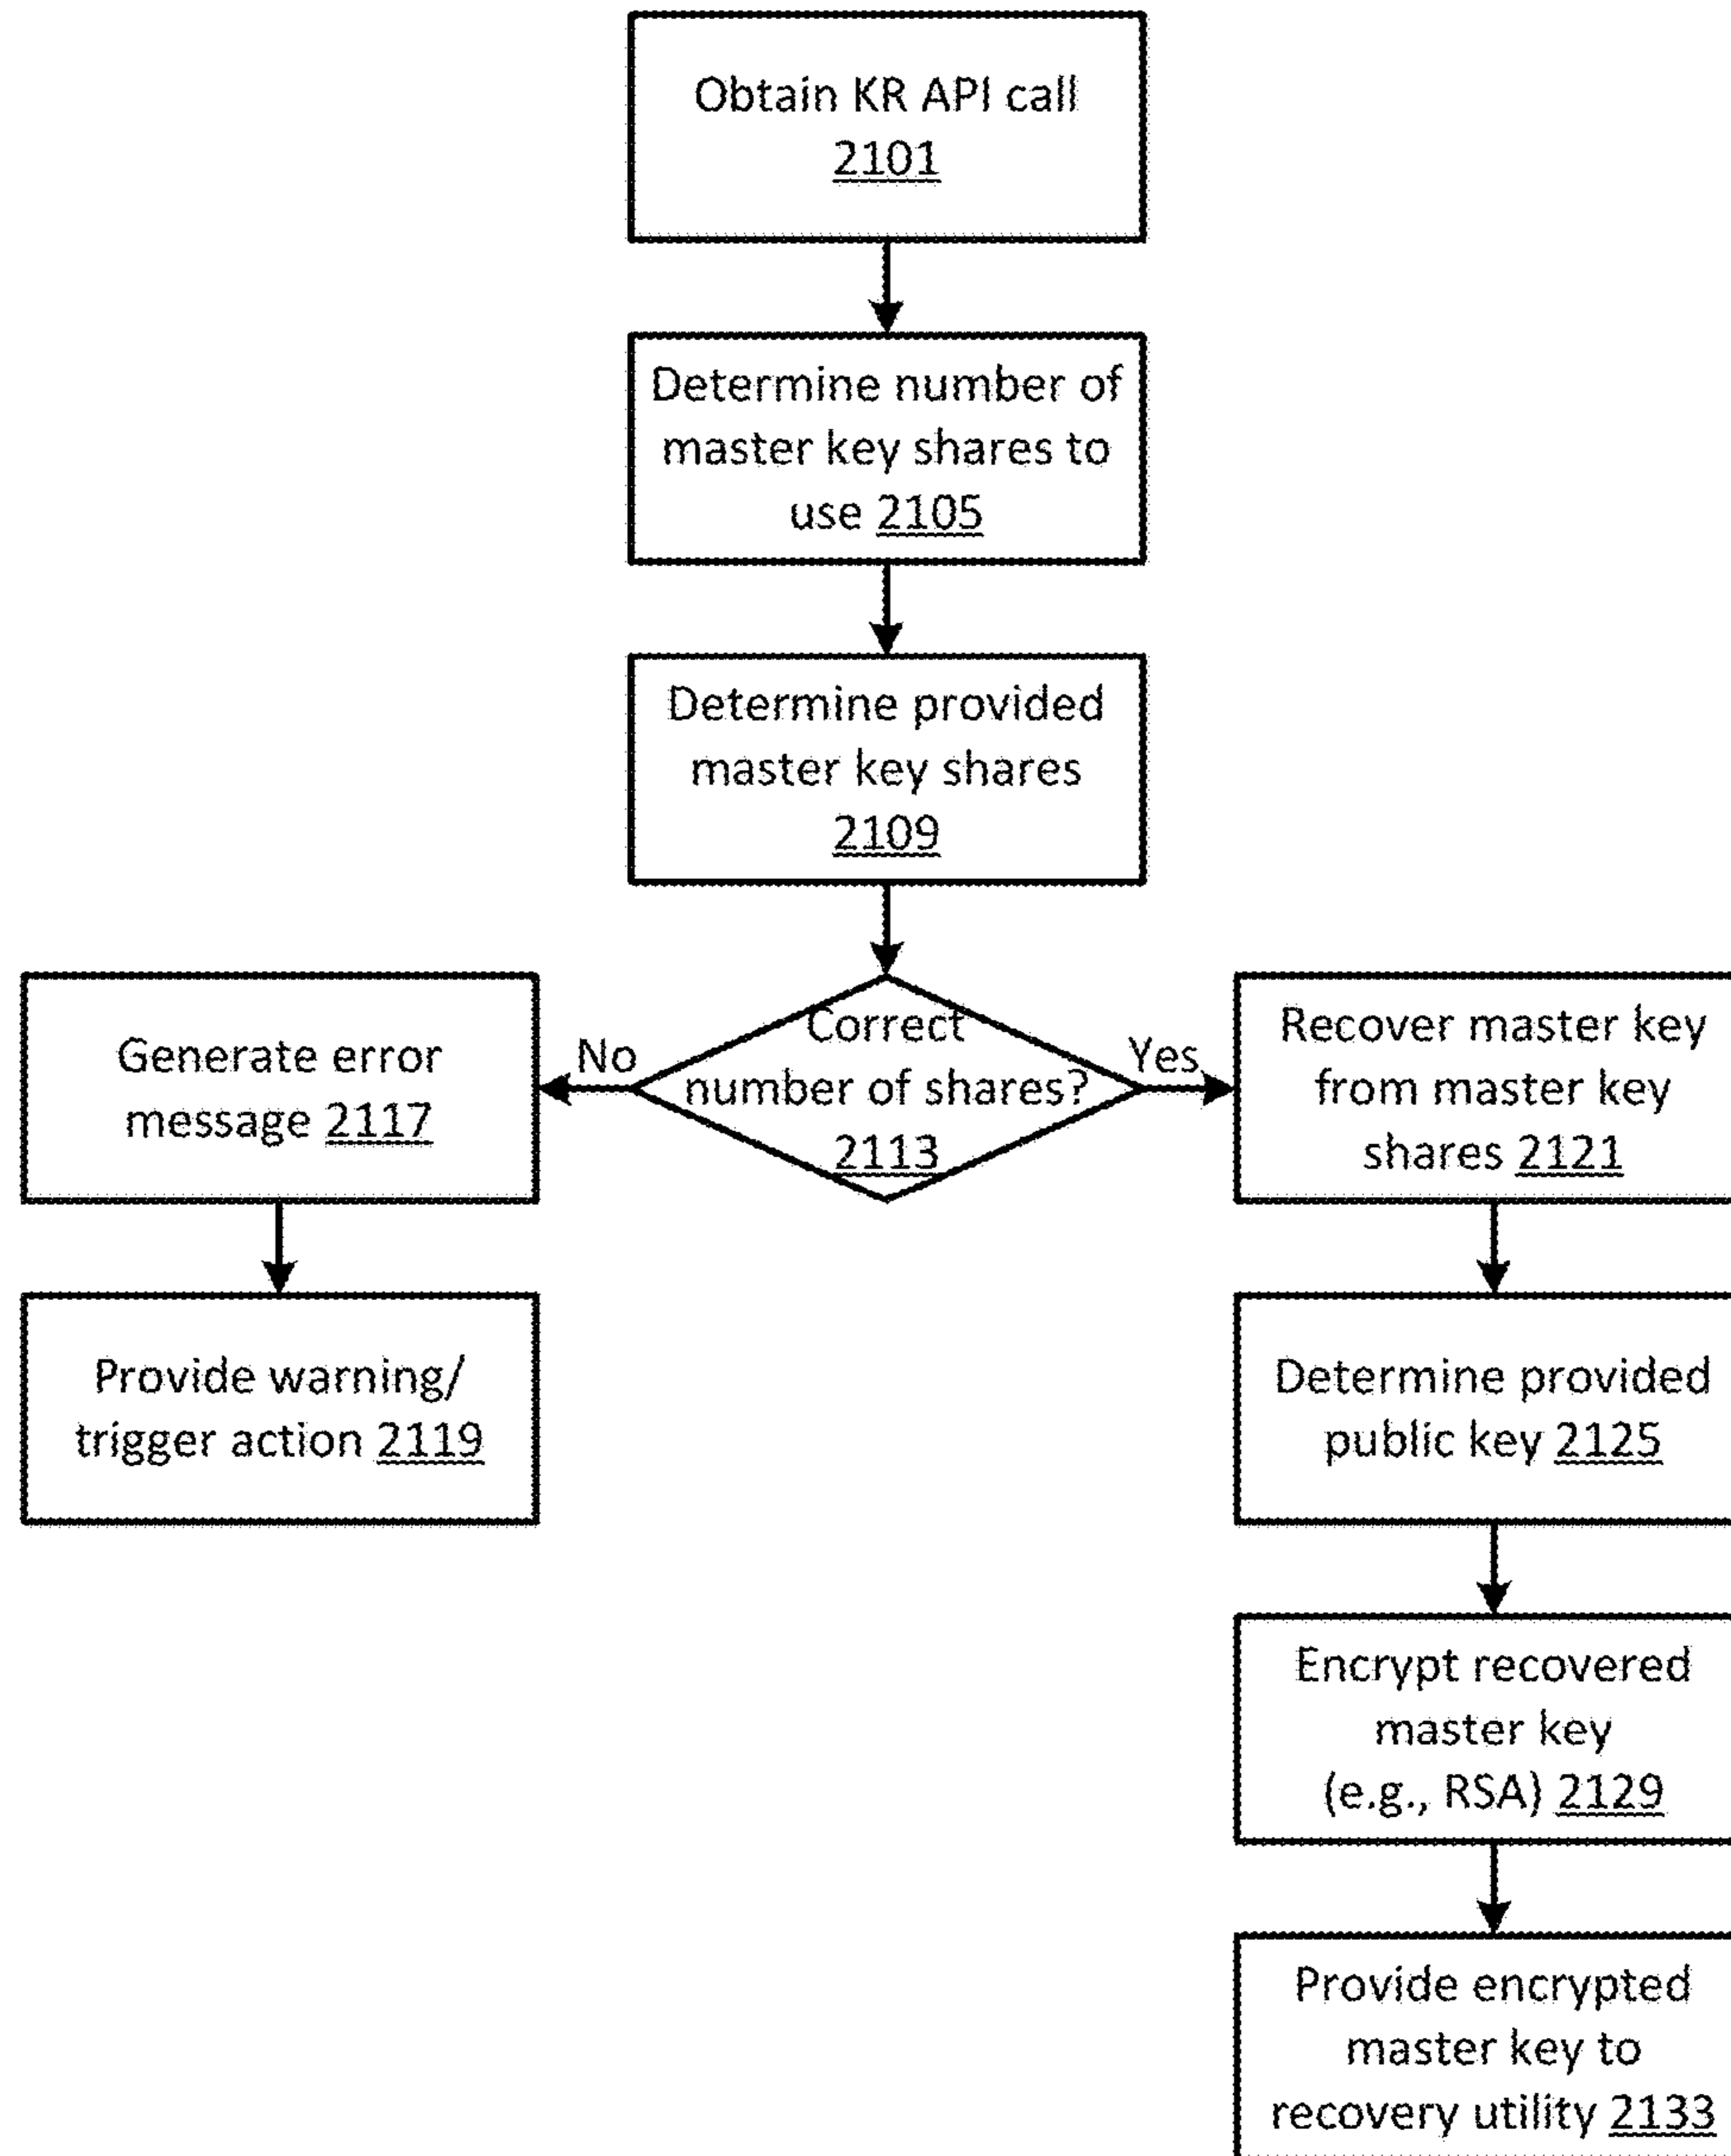 Obtain KR API call
2101
Determine number of
master key shares to
use 2105
Determine provided
master key shares
2109
Correct
number of shares?
2113
No
Yes
Generate error
message 2117
Provide warning/
trigger action 2119
Recover master key
from master key
shares 2121
Determine provided
public key 2125
Encrypt recovered
master key
(e.g., RSA) 2129
Provide encrypted
master key to
recovery utility 2133